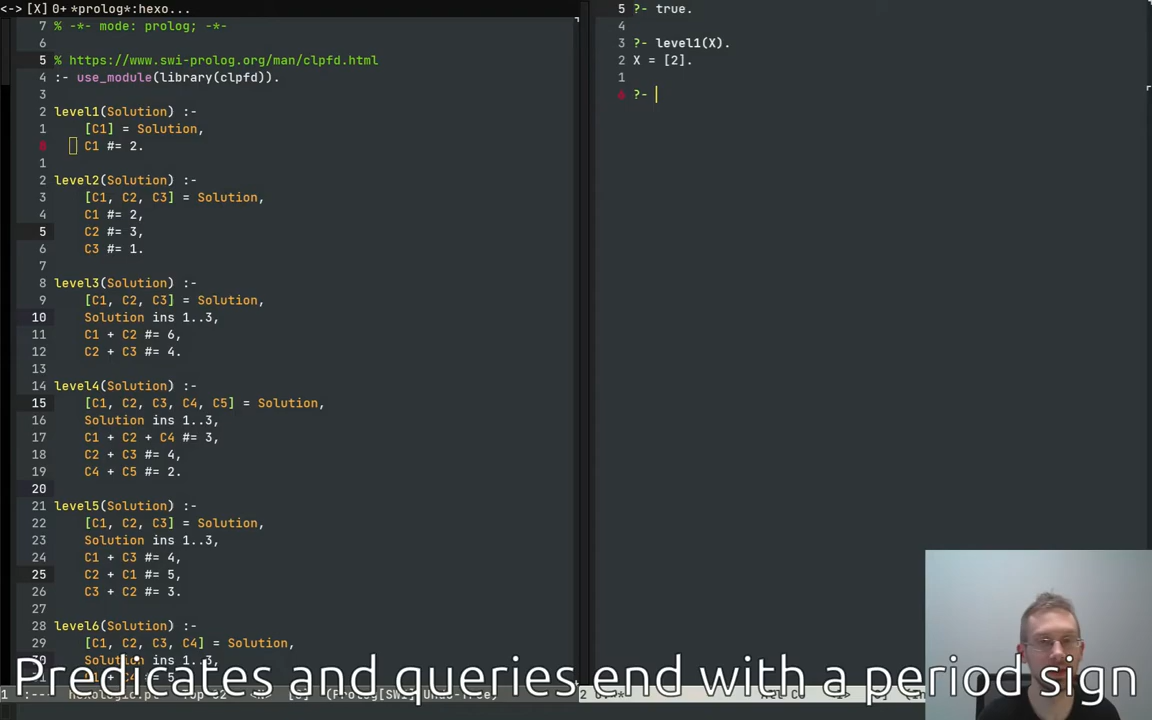 <-> [X] 0+ *prolog*:hexo...
7 % -*- mode: prolog; -*-
6
5 % https://www.swi-prolog.org/man/clpfd.html
4 :- use_module(library(clpfd)).
3
2 level1(Solution) :-
1 [C1] = Solution,
C1 #= 2.
1
2 level2(Solution) :-
3 [C1, C2, C3] = Solution,
4 C1 #= 2,
5 C2 #= 3,
6 C3 #= 1.
7
8 level3(Solution) :-
9 [C1, C2, C3] = Solution,
10 Solution ins 1..3,
11 C1 + C2 #= 6,
12 C2 + C3 #= 4.
13
14 level4(Solution) :-
15 [C1, C2, C3, C4, C5] = Solution,
16 Solution ins 1..3,
17 C1 + C2 + C4 #= 3,
18 C2 + C3 #= 4,
19 C4 + C5 #= 2.
20
21 level5(Solution) :-
22 [C1, C2, C3] = Solution,
23 Solution ins 1..3,
24 C1 + C3 #= 4,
25 C2 + C1 #= 5,
26 C3 + C2 #= 3.
27
28 level6(Solution) :-
29 [C1, C2, C3, C4] = Solution,
30 Solution ins 1..3,
5 ?- true.
4
3 ?- level1(X).
2 X = [2].
1
?-
Predicates and queries end with a period sign